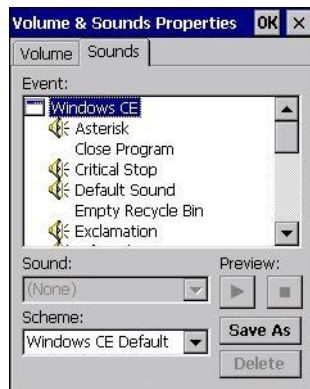 Volume & Sounds Properties OK ×
Volume Sounds
Event:
Windows CE
Asterisk
Close Program
Critical Stop
Default Sound
Empty Recycle Bin
Exclamation
Sound: Preview:
(None)
Scheme:
Windows CE Default
Save As
Delete